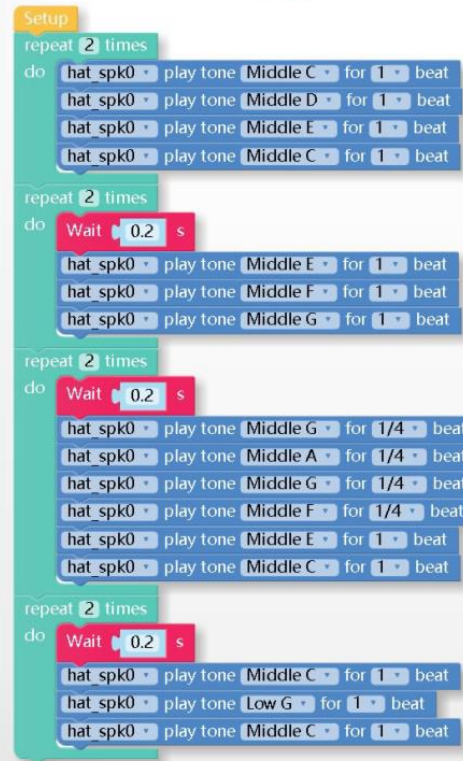 Setup
repeat 2 times
do hat_spk0 play tone Middle C for 1 beat
hat_spk0 play tone Middle D for 1 beat
hat_spk0 play tone Middle E for 1 beat
hat_spk0 play tone Middle C for 1 beat
repeat 2 times
do Wait 0.2 s
hat_spk0 play tone Middle E for 1 beat
hat_spk0 play tone Middle F for 1 beat
hat_spk0 play tone Middle G for 1 beat
repeat 2 times
do Wait 0.2 s
hat_spk0 play tone Middle G for 1/4 beat
hat_spk0 play tone Middle A for 1/4 beat
hat_spk0 play tone Middle G for 1/4 beat
hat_spk0 play tone Middle F for 1/4 beat
hat_spk0 play tone Middle E for 1 beat
hat_spk0 play tone Middle C for 1 beat
repeat 2 times
do Wait 0.2 s
hat_spk0 play tone Middle C for 1 beat
hat_spk0 play tone Low G for 1 beat
hat_spk0 play tone Middle C for 1 beat